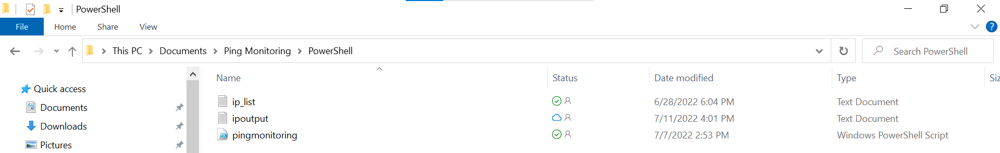 PowerShell
File Home Share View
This PC Documents Ping Monitoring PowerShell Search PowerShell
Name Status Date modified Type Siz
Quick access
ip_list 6/28/2022 6:04 PM Text Document
Documents
ipoutput 7/11/2022 4:01 PM Text Document
Downloads
pingmonitoring 7/7/2022 2:53 PM Windows PowerShell Script
Pictures